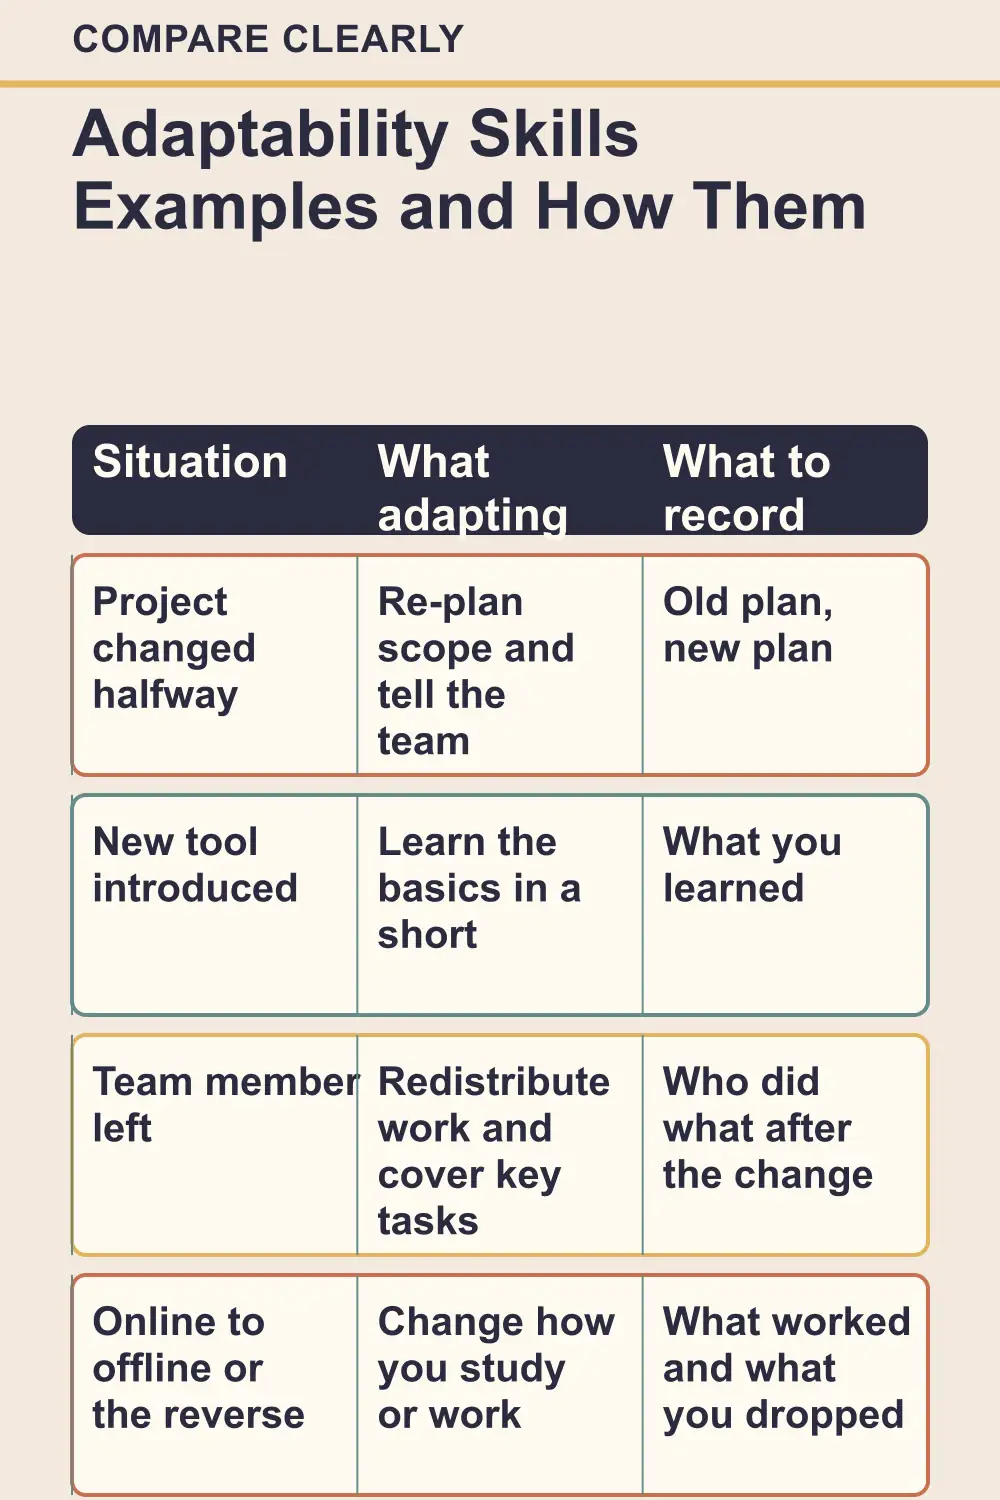 COMPARE CLEARLY
Adaptability Skills
Examples and How Them
Situation
What
adapting
What to
record
Project
changed
halfway
Re-plan
scope and
tell the
team
Old plan,
new plan
New tool
introduced
Learn the
basics in a
short
What you
learned
Team member
left
Redistribute
work and
cover key
tasks
Who did
what after
the change
Online to
offline or
the reverse
Change how
you study
or work
What worked
and what
you dropped